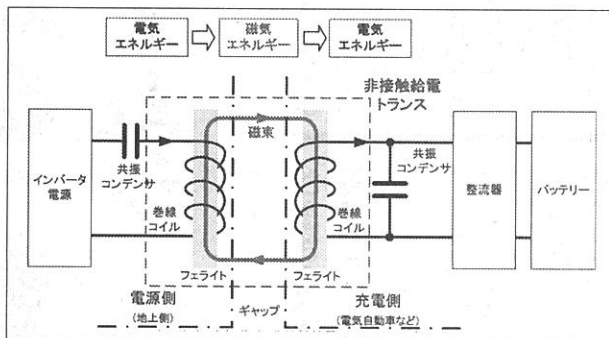 電気
エネルギー
磁気
エネルギー
電気
エネルギー
非接触給電
トランス
磁束
共振
コンデンサ
共振
コンデンサ
インバータ
電源
整流器
バッテリー
巻線
コイル
巻線
コイル
フェライト
フェライト
電源側
(地上側)
ギャップ
充電側
(電気自動車など)